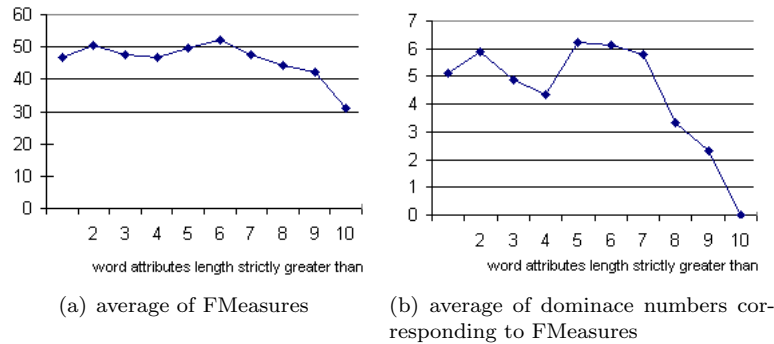 60
50
40
30
20
10
0
2 3 4 5 6 7 8 9 10
word attributes length strictly greater than
(a) average of FMeasures
7
6
5
4
3
2
1
0
2 3 4 5 6 7 8 9 10
word attributes length strictly greater than
(b) average of dominace numbers cor-
responding to FMeasures